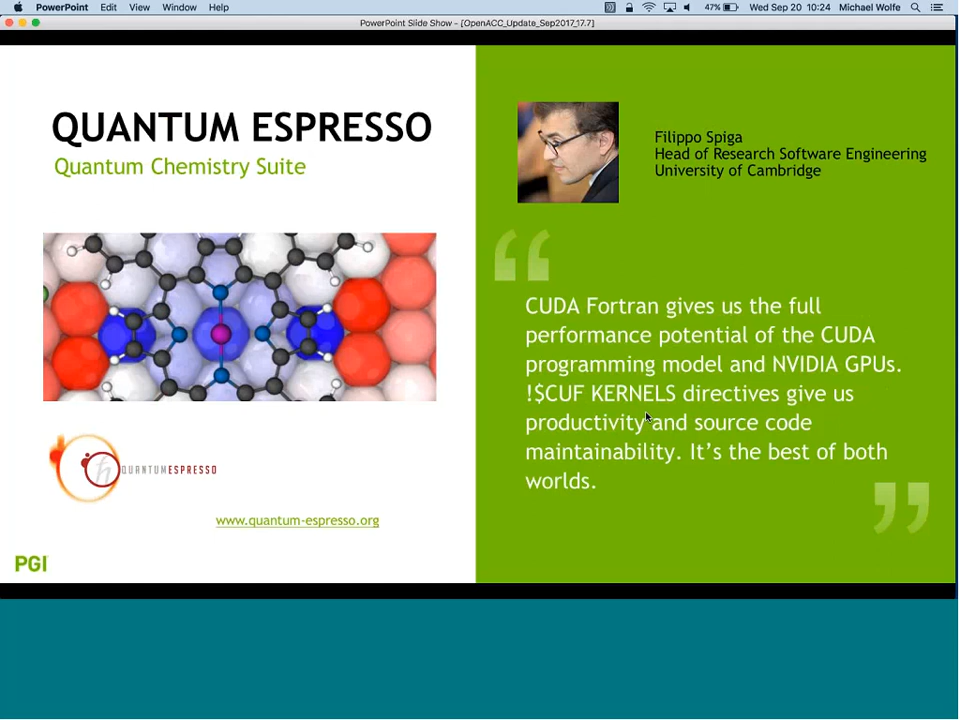 PowerPoint Edit View Window Help 47% Wed Sep 20 10:24 Michael Wolfe
PowerPoint Slide Show - [OpenACC_Update_Sep2017_17.7]
QUANTUM ESPRESSO
Quantum Chemistry Suite
QUANTUMESPRESSO
www.quantum-espresso.org
PGI
Filippo Spiga
Head of Research Software Engineering
University of Cambridge
“
CUDA Fortran gives us the full
performance potential of the CUDA
programming model and NVIDIA GPUs.
!$CUF KERNELS directives give us
productivity and source code
maintainability. It’s the best of both
worlds.
”